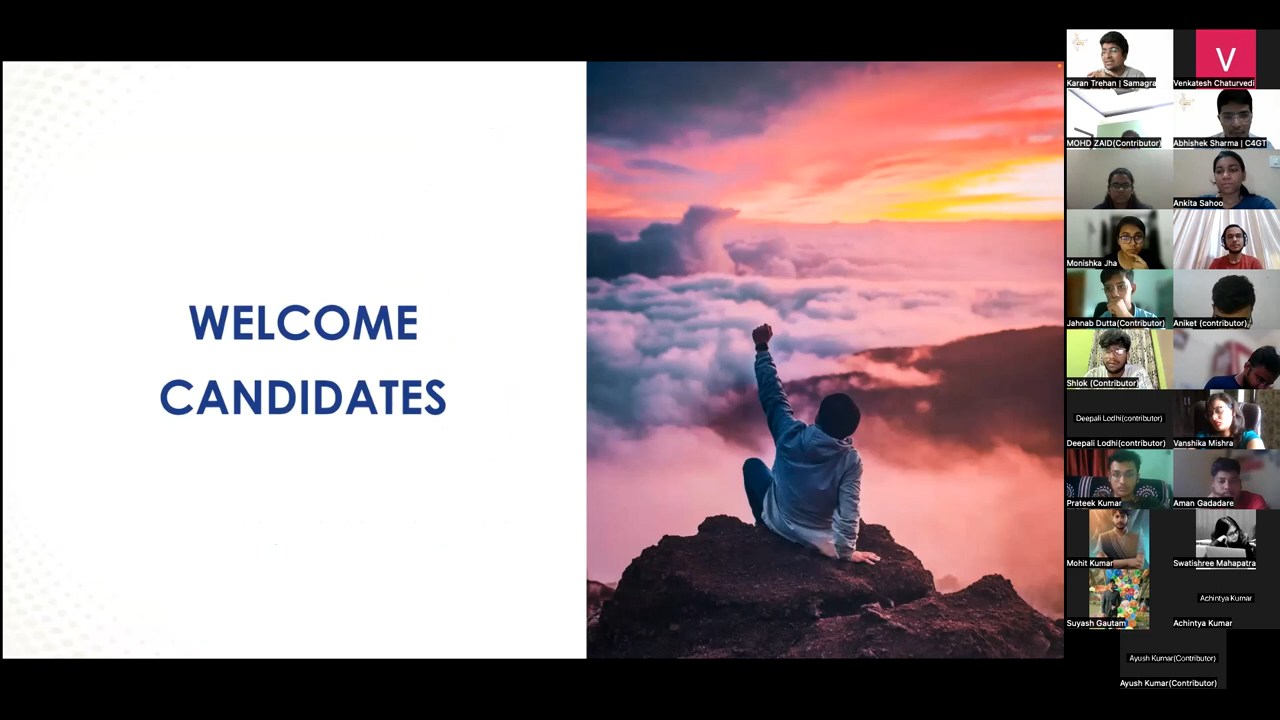 WELCOME
CANDIDATES
Karan Trehan | Samagra
V
Venkatesh Chaturvedi
MOHD ZAID(Contributor)
Abhishek Sharma | C4GT
Ankita Sahoo
Monishka Jha
Jahnab Dutta(Contributor)
Aniket (contributor)
Shlok (Contributor)
Deepali Lodhi(contributor)
Deepali Lodhi(contributor)
Vanshika Mishra
Prateek Kumar
Aman Gadadare
Mohit Kumar
Swatishree Mahapatra
Suyash Gautam
Achintya Kumar
Achintya Kumar
Ayush Kumar(Contributor)
Ayush Kumar(Contributor)